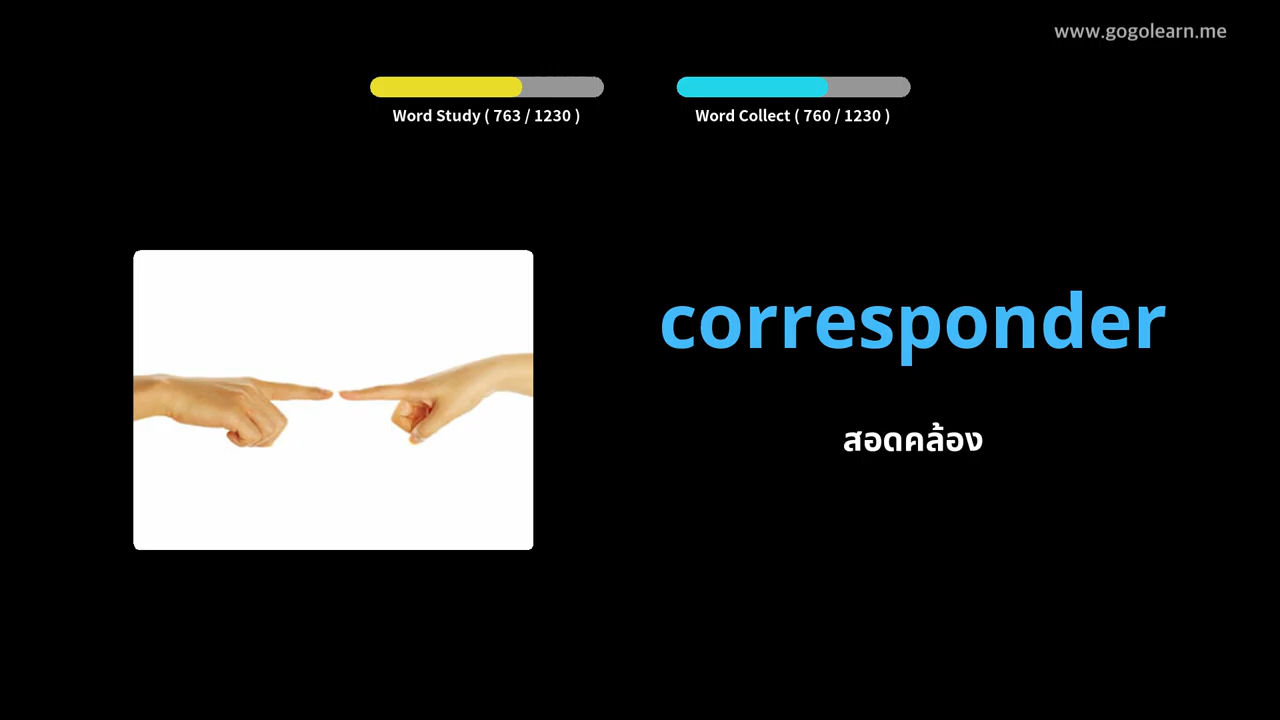 www.gogolearn.me
Word Study ( 763 / 1230 )
Word Collect ( 760 / 1230 )
corresponder
สอดคล้อง